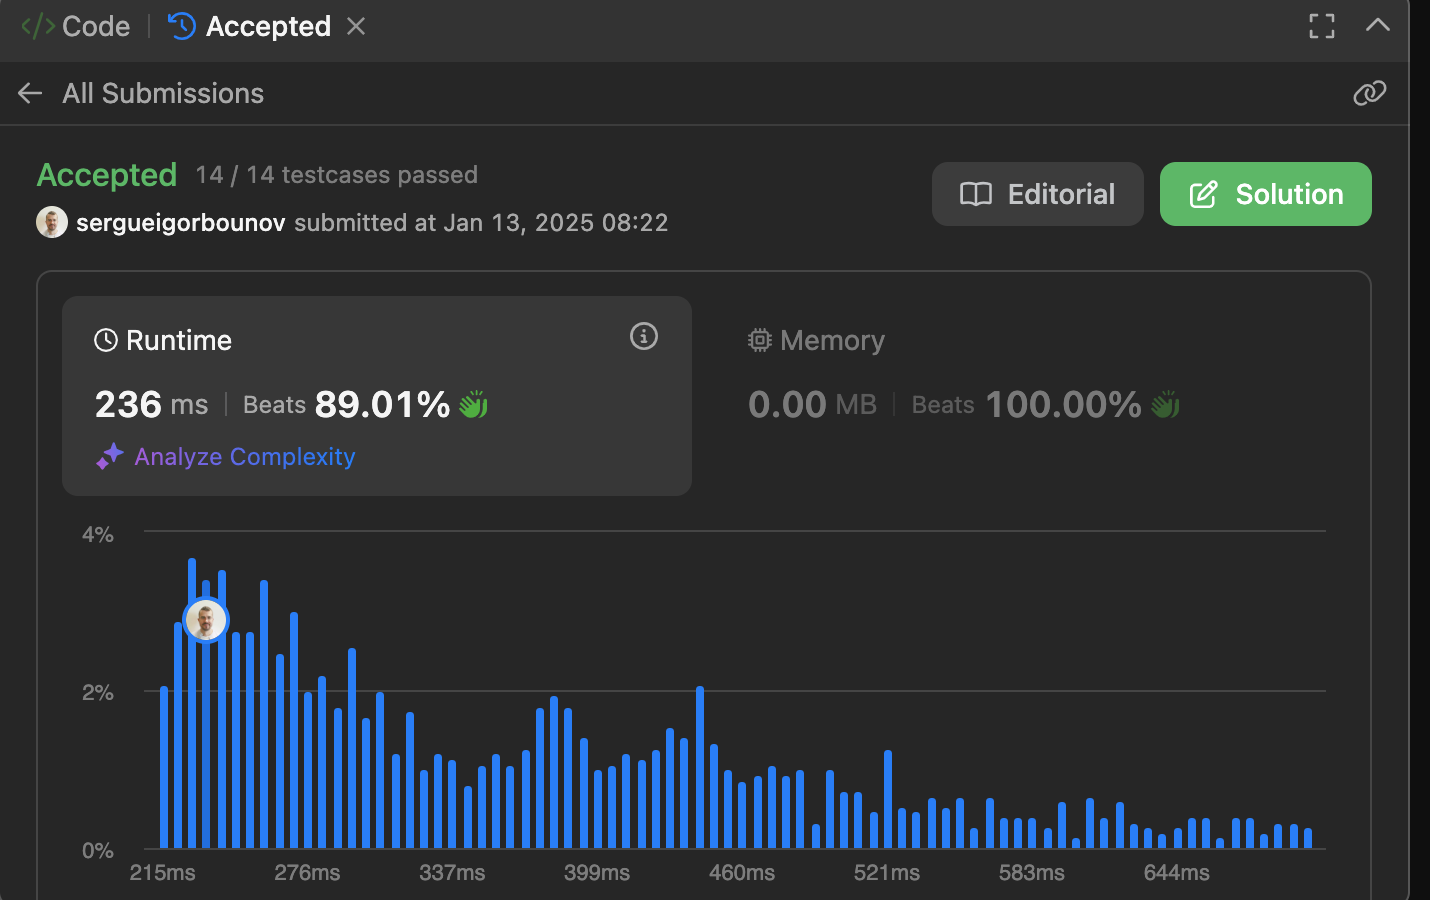 </> Code | Accepted
All Submissions
Accepted 14 / 14 testcases passed
sergueigorbounov submitted at Jan 13, 2025 08:22
Editorial
Solution
Runtime
236 ms | Beats 89.01%
Analyze Complexity
Memory
0.00 MB | Beats 100.00%
4%
2%
0%
215ms 276ms 337ms 399ms 460ms 521ms 583ms 644ms